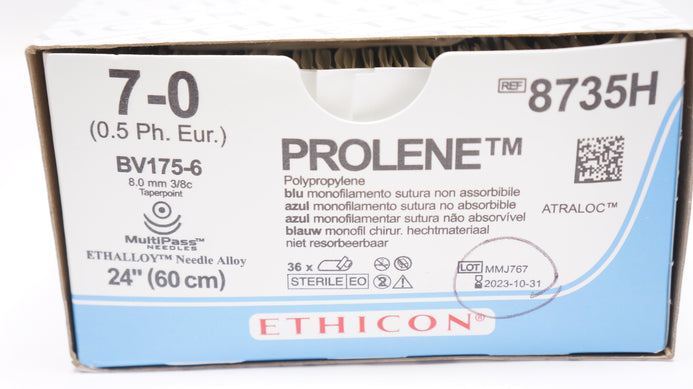 7-0
(0.5 Ph. Eur.)
BV175-6
8.0 mm 3/8c
Taperpoint
MultiPass™
NEEDLES
ETHALLOY™ Needle Alloy
24" (60 cm)
REF 8735H
PROLENE™
Polypropylene
blu monofilamento sutura non assorbibile
azul monofilamento sutura no absorbible
azul monofilamentar sutura não absorvível
blauw monofil chirur. hechtmateriaal
niet resorbeerbaar
ATRALOC™
36 x
STERILE EO
LOT MMJ767
2023-10-31
ETHICON®